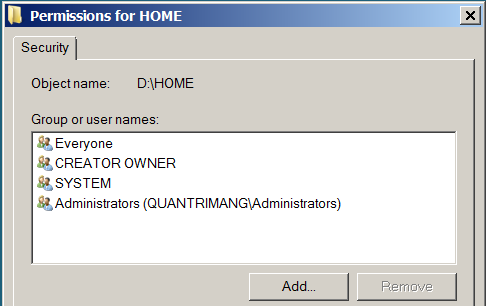 Permissions for HOME
Security
Object name: D:\HOME
Group or user names:
Everyone
CREATOR OWNER
SYSTEM
Administrators (QUANTRIMANG\Administrators)
Add... Remove